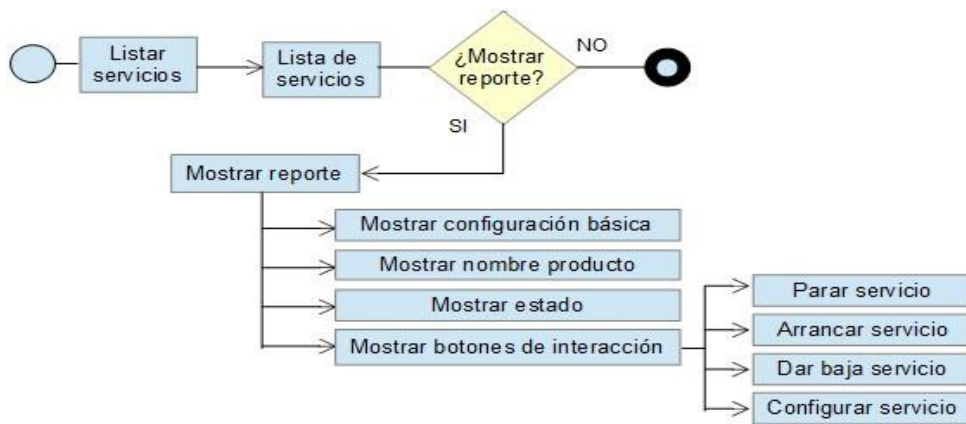 Listar
servicios
Lista de
servicios
¿Mostrar
reporte?
NO
SI
Mostrar reporte
Mostrar configuración básica
Mostrar nombre producto
Mostrar estado
Mostrar botones de interacción
Parar servicio
Arrancar servicio
Dar baja servicio
Configurar servicio